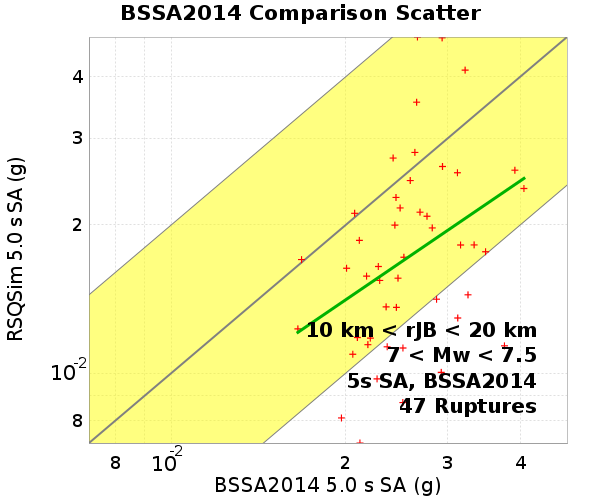 BSSA2014 Comparison Scatter
RSQSim 5.0 s SA (g)
4
3
2
10-2
8
10 km < rJB < 20 km
7 < Mw < 7.5
5s SA, BSSA2014
47 Ruptures
8
10-2
2
3
4
BSSA2014 5.0 s SA (g)